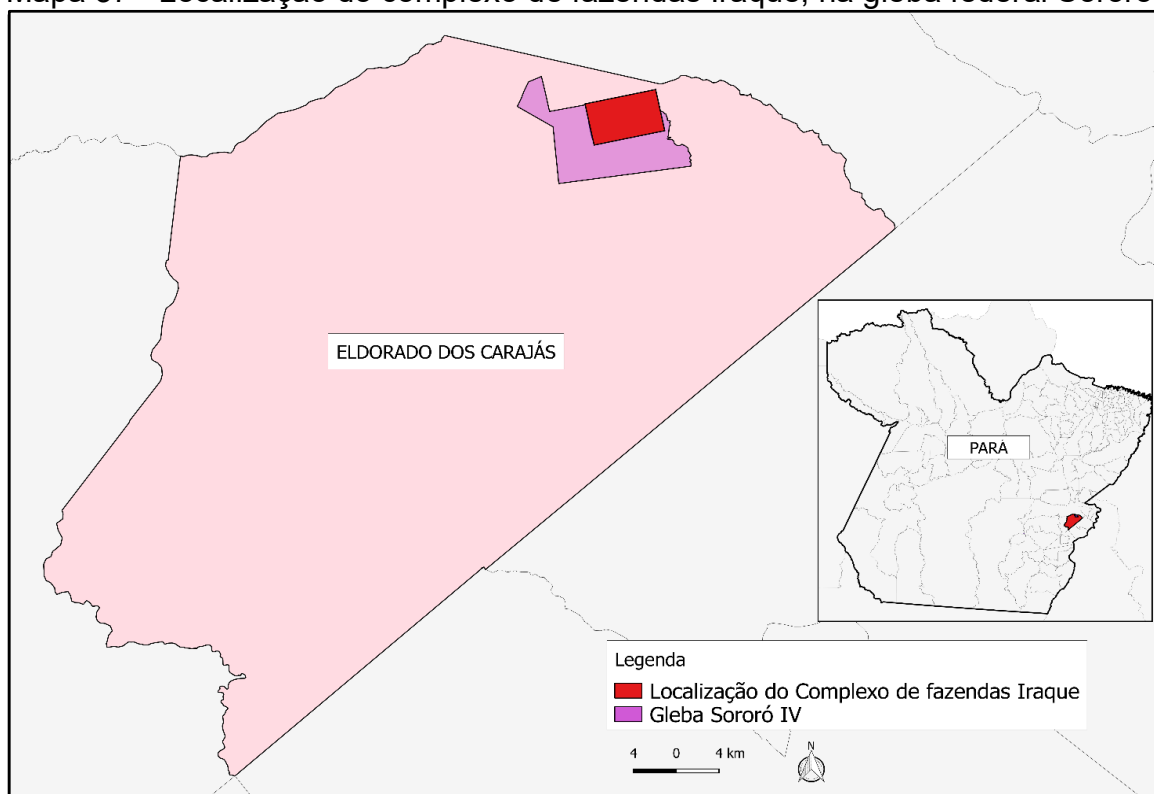 Mapa – Localização do complexo de fazendas Iraque, na gleba federal Sororó
ELDORADO DOS CARAJÁS
PARÁ
Legenda
Localização do Complexo de fazendas Iraque
Gleba Sororó IV
4 0 4 km
N